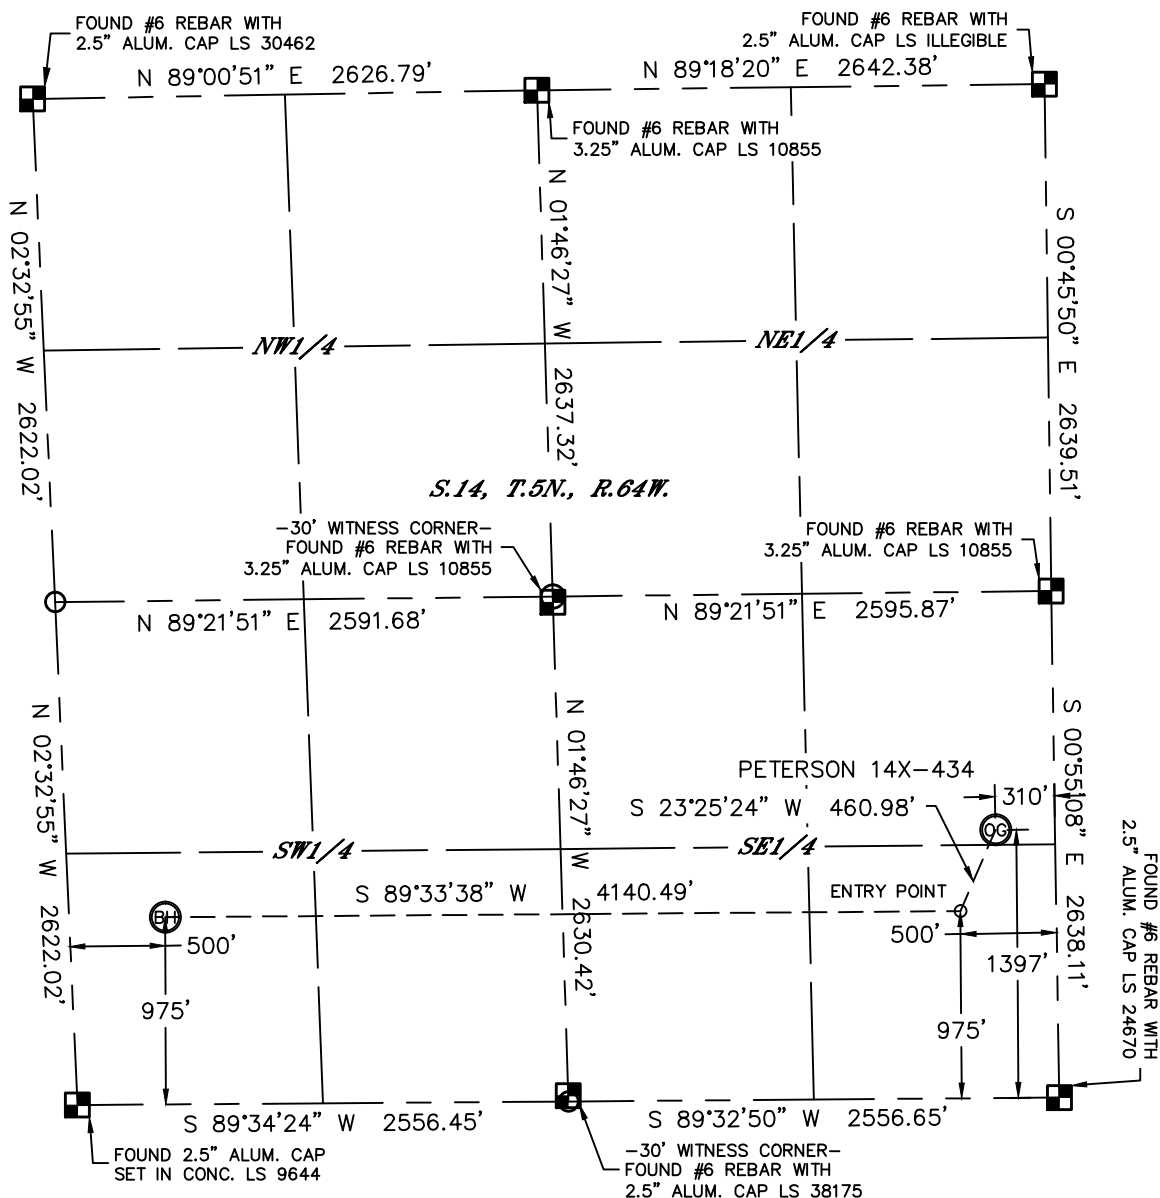 FOUND #6 REBAR WITH
2.5" ALUM. CAP LS 30462
FOUND #6 REBAR WITH
2.5" ALUM. CAP LS ILLEGIBLE
N 89°00'51" E 2626.79'
N 89°18'20" E 2642.38'
FOUND #6 REBAR WITH
3.25" ALUM. CAP LS 10855
N 02°32'55" W 2622.02'
N 01°46'27" W 2637.32'
S 00°45'50" E 2639.51'
NW1/4
NE1/4
S.14, T.5N., R.64W.
-30' WITNESS CORNER-
FOUND #6 REBAR WITH
3.25" ALUM. CAP LS 10855
FOUND #6 REBAR WITH
3.25" ALUM. CAP LS 10855
N 89°21'51" E 2591.68'
N 89°21'51" E 2595.87'
N 02°32'55" W 2622.02'
N 01°46'27" W 2630.42'
S 00°55'08" E 2638.11'
PETERSON 14X-434
S 23°25'24" W 460.98'
310'
OG
SW1/4
SE1/4
S 89°33'38" W 4140.49'
ENTRY POINT
BH
500'
500'
1397'
975'
975'
FOUND #6 REBAR WITH
2.5" ALUM. CAP LS 24670
S 89°34'24" W 2556.45'
S 89°32'50" W 2556.65'
FOUND 2.5" ALUM. CAP
SET IN CONC. LS 9644
-30' WITNESS CORNER-
FOUND #6 REBAR WITH
2.5" ALUM. CAP LS 38175